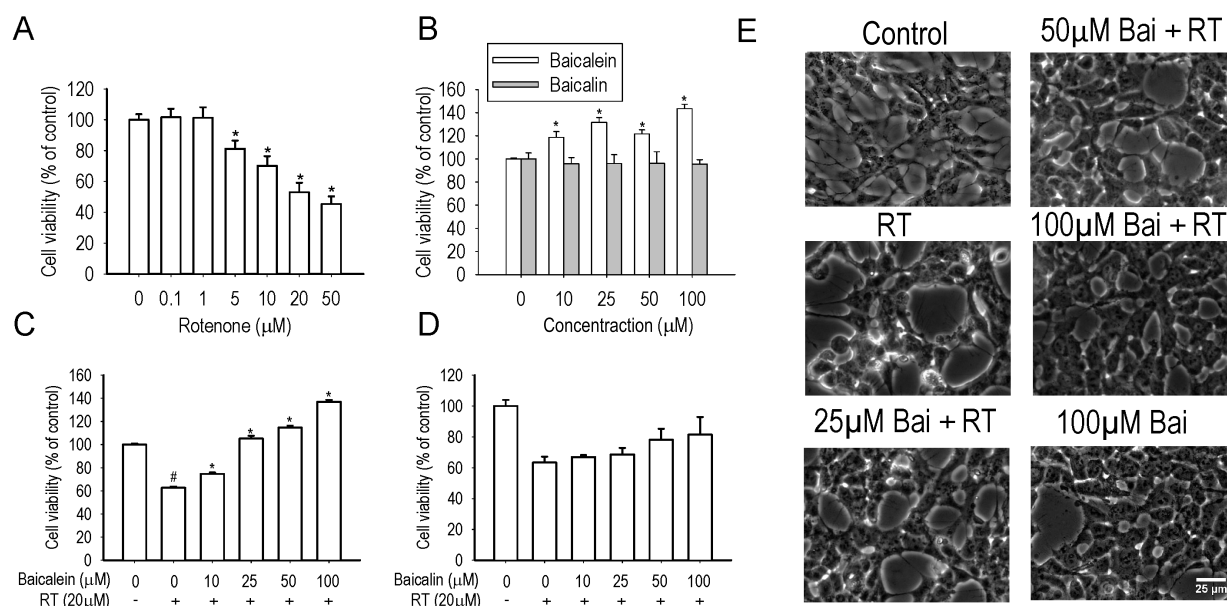 A
Cell viability (% of control)
120
100
80
60
40
20
0
* * * *
0 0.1 1 5 10 20 50
Rotenone (μM)
B
Baicalein
Baicalin
Cell viability (% of control)
160
140
120
100
80
60
40
20
0
* * * *
0 10 25 50 100
Concentraction (μM)
C
Cell viability (% of control)
160
140
120
100
80
60
40
20
0
# * * * *
Baicalein (μM) 0 0 10 25 50 100
RT (20μM) - + + + + +
D
Cell viability (% of control)
120
100
80
60
40
20
0
Baicalin (μM) 0 0 10 25 50 100
RT (20μM) - + + + + +
E
Control
50μM Bai + RT
RT
100μM Bai + RT
25μM Bai + RT
100μM Bai
25 μm